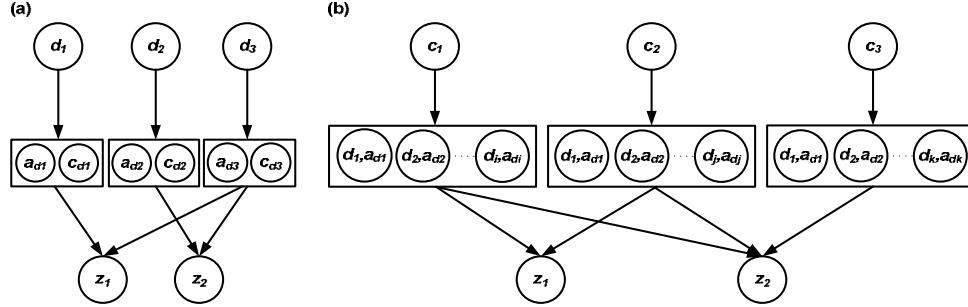 (a) (b)
d1 d2 d3 c1 c2 c3
ad1 cd1 ad2 cd2 ad3 cd3 d1,ad1 d2,ad2 ...... di,adi d1,ad1 d2,ad2 ...... dj,adj d1,ad1 d2,ad2 ...... dk,adk
z1 z2 z1 z2